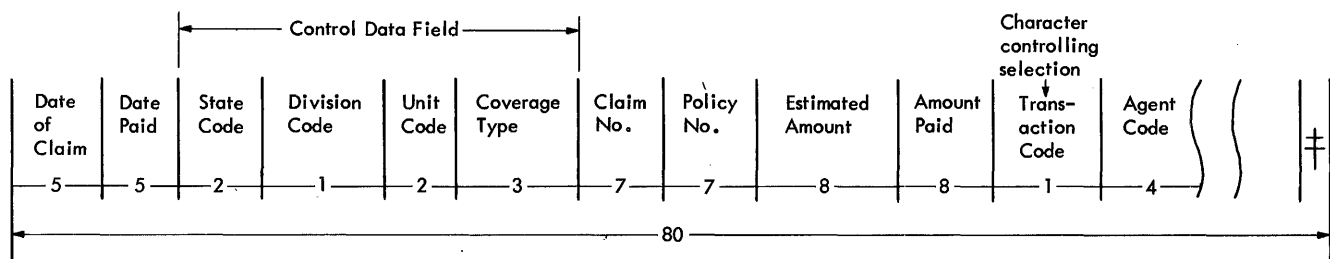 Character
controlling
selection
Control Data Field
Date
of
Claim
Date
Paid
State
Code
Division
Code
Unit
Code
Coverage
Type
Claim
No.
Policy
No.
Estimated
Amount
Amount
Paid
Trans-
action
Code
Agent
Code
‡
5 5 2 1 2 3 7 7 8 8 1 4
80